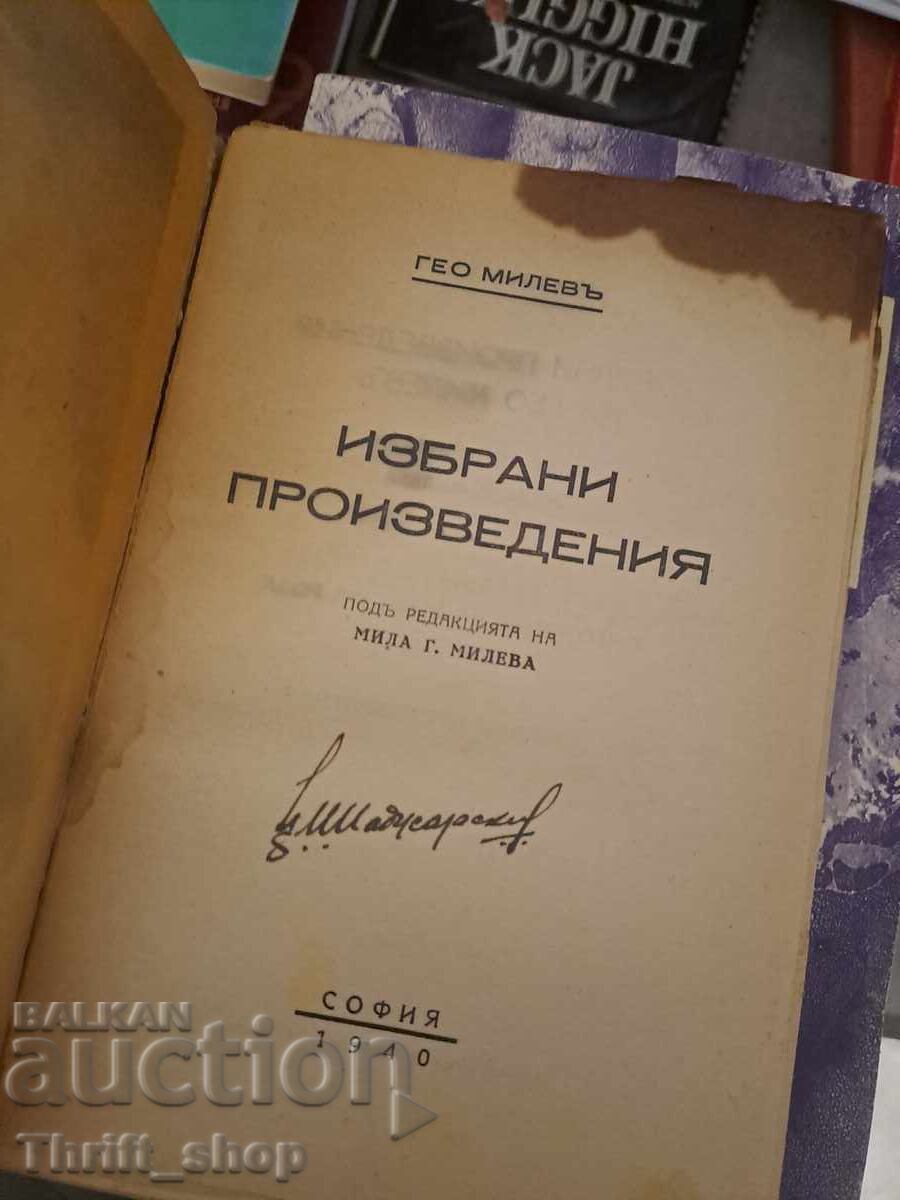 JACK
HIGGI
ГЕО МИЛЕВЪ
ИЗБРАНИ
ПРОИЗВЕДЕНИЯ
ПОДЪ РЕДАКЦИЯТА НА
МИЛА Г. МИЛЕВА
СОФИЯ
1940
BALKAN
auction
Thrift_shop